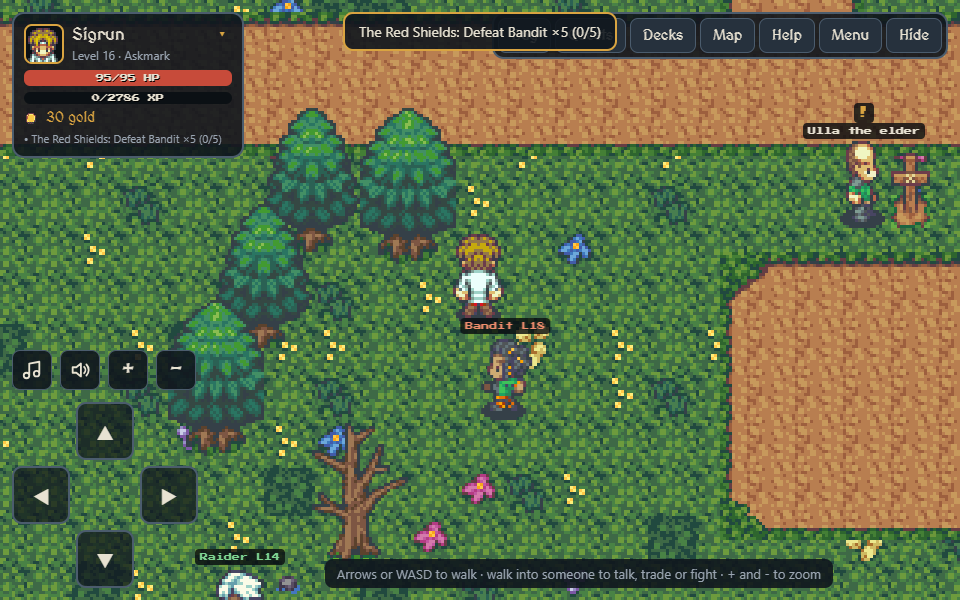 Sigrun
Level 16 · Askmark
95/95 HP
0/2786 XP
30 gold
• The Red Shields: Defeat Bandit ×5 (0/5)
The Red Shields: Defeat Bandit ×5 (0/5)
Decks
Map
Help
Menu
Hide
!
Ulla the elder
Bandit L18
+
-
Raider L14
Arrows or WASD to walk · walk into someone to talk, trade or fight · + and - to zoom